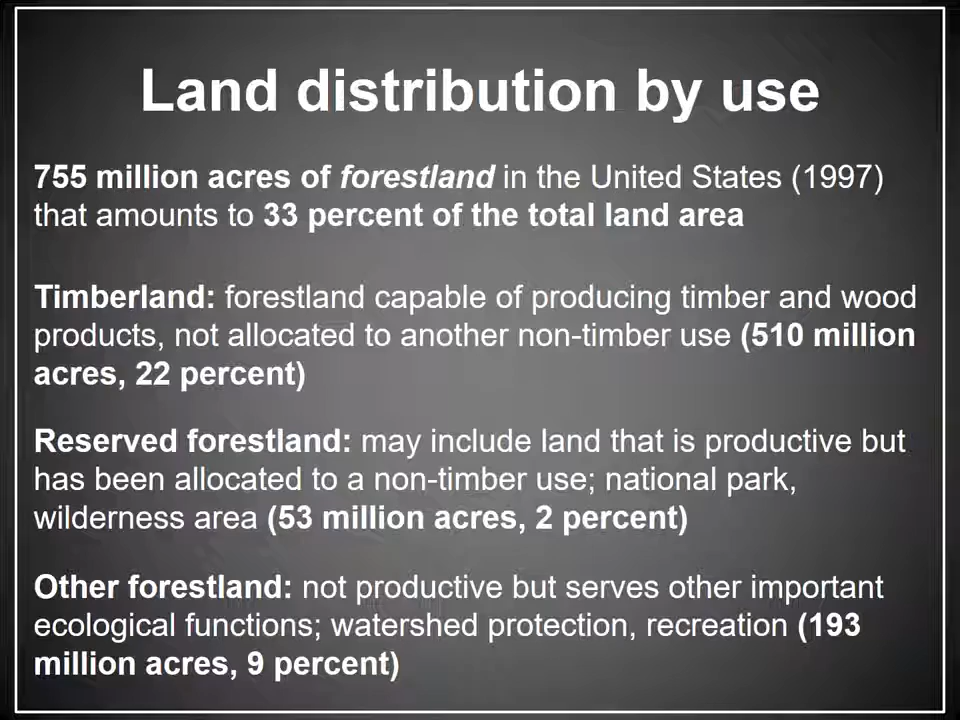 Land distribution by use
755 million acres of forestland in the United States (1997)
that amounts to 33 percent of the total land area
Timberland: forestland capable of producing timber and wood
products, not allocated to another non-timber use (510 million
acres, 22 percent)
Reserved forestland: may include land that is productive but
has been allocated to a non-timber use; national park,
wilderness area (53 million acres, 2 percent)
Other forestland: not productive but serves other important
ecological functions; watershed protection, recreation (193
million acres, 9 percent)